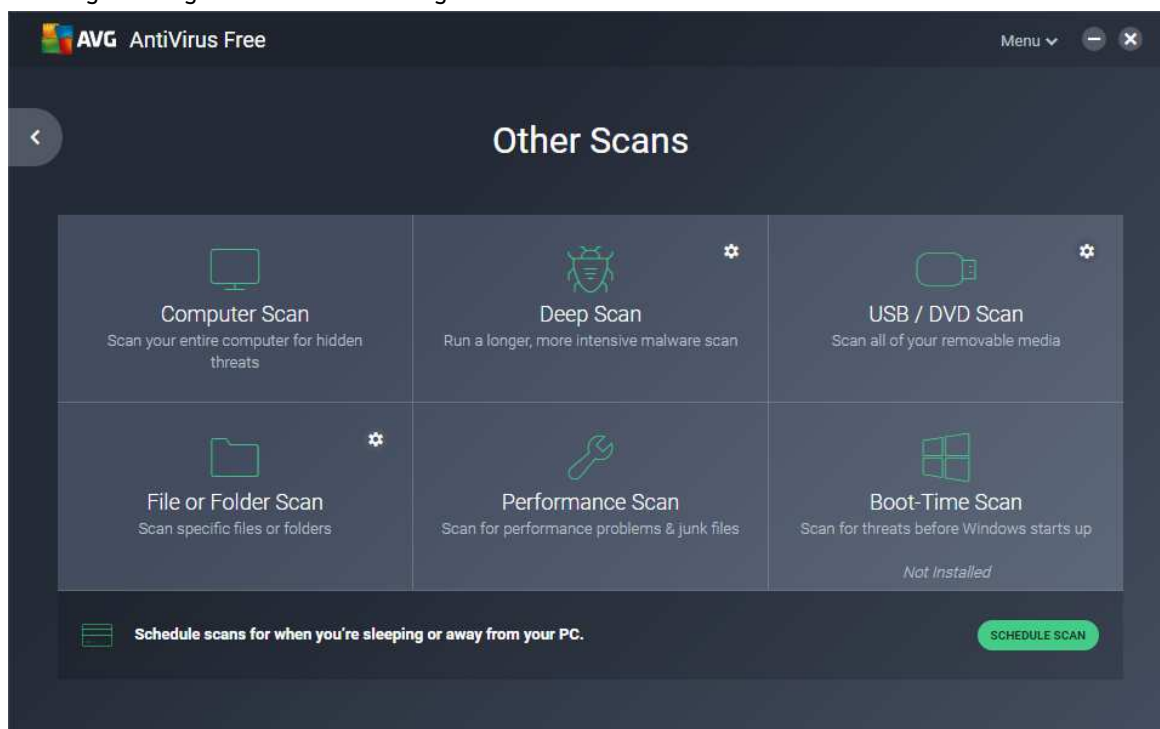 AVG AntiVirus Free
Menu
Other Scans
Computer Scan
Scan your entire computer for hidden
threats
Deep Scan
Run a longer, more intensive malware scan
USB / DVD Scan
Scan all of your removable media
File or Folder Scan
Scan specific files or folders
Performance Scan
Scan for performance problems & junk files
Boot-Time Scan
Scan for threats before Windows starts up
Not Installed
Schedule scans for when you're sleeping or away from your PC.
SCHEDULE SCAN